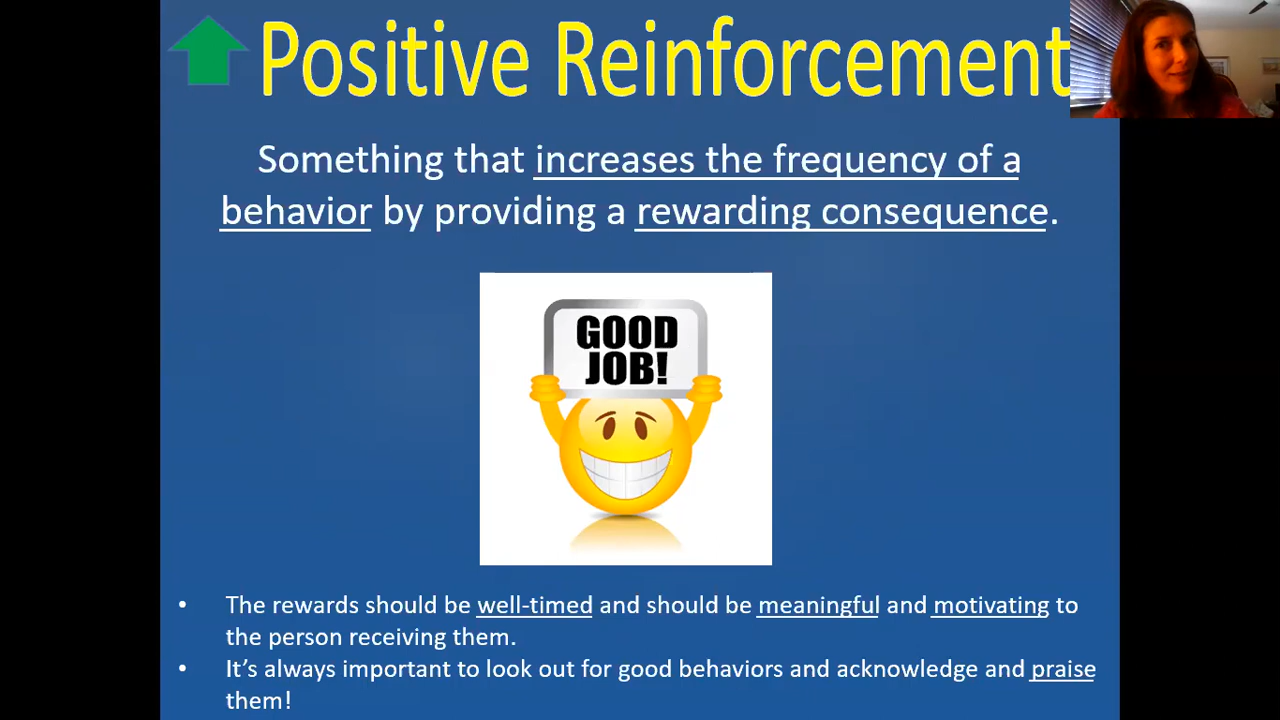 Positive Reinforcement
Something that increases the frequency of a
behavior by providing a rewarding consequence.
GOOD
JOB!
• The rewards should be well-timed and should be meaningful and motivating to
the person receiving them.
• It’s always important to look out for good behaviors and acknowledge and praise
them!